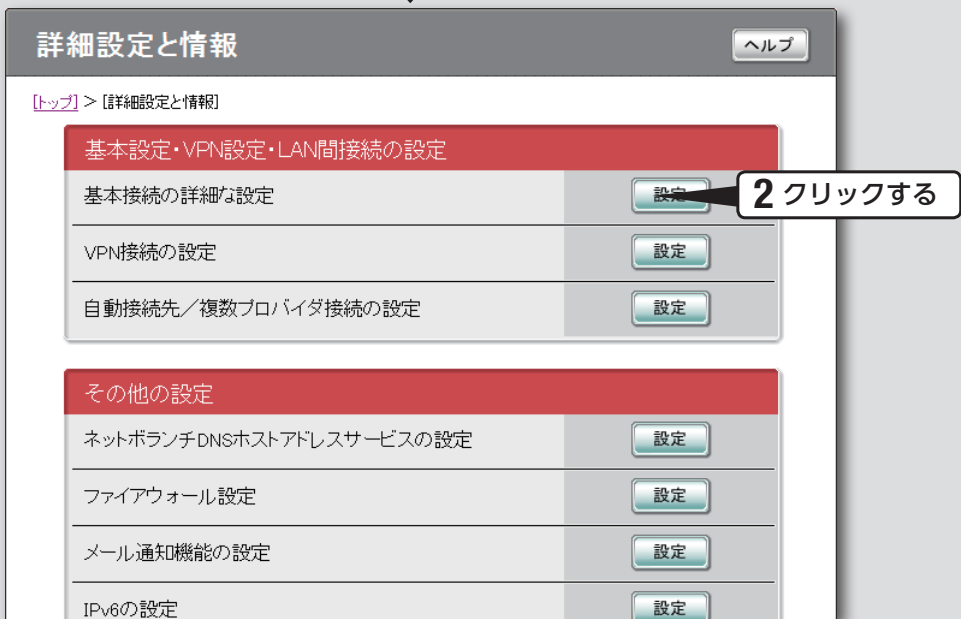 詳細設定と情報
ヘルプ
[トップ] > [詳細設定と情報]
基本設定・VPN設定・LAN間接続の設定
基本接続の詳細な設定 設定
2 クリックする
VPN接続の設定 設定
自動接続先／複数プロバイダ接続の設定 設定
その他の設定
ネットボランチDNSホストアドレスサービスの設定 設定
ファイアウォール設定 設定
メール通知機能の設定 設定
IPv6の設定 設定